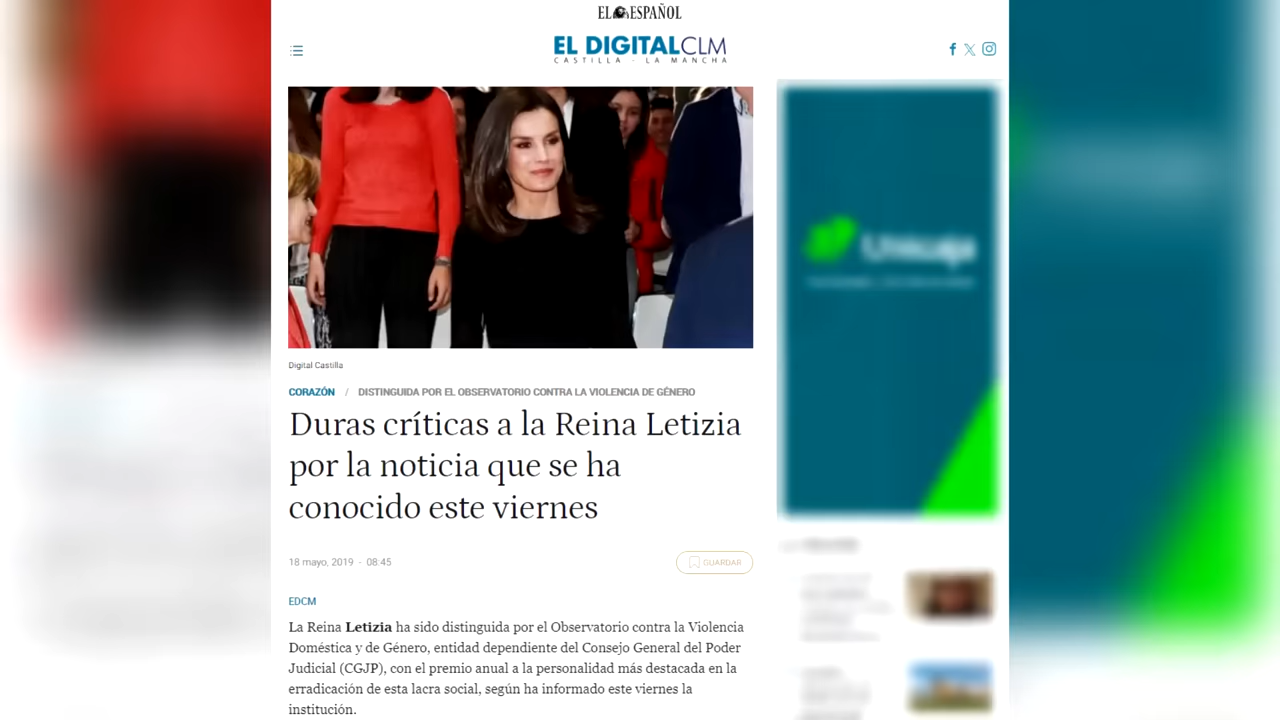 EL ESPAÑOL
EL DIGITALCLM
CASTILLA - LA MANCHA
Digital Castilla
CORAZÓN / DISTINGUIDA POR EL OBSERVATORIO CONTRA LA VIOLENCIA DE GÉNERO
Duras críticas a la Reina Letizia
por la noticia que se ha
conocido este viernes
18 mayo, 2019 · 08:45
GUARDAR
EDCM
La Reina Letizia ha sido distinguida por el Observatorio contra la Violencia
Doméstica y de Género, entidad dependiente del Consejo General del Poder
Judicial (CGJP), con el premio anual a la personalidad más destacada en la
erradicación de esta lacra social, según ha informado este viernes la
institución.
Unicaja